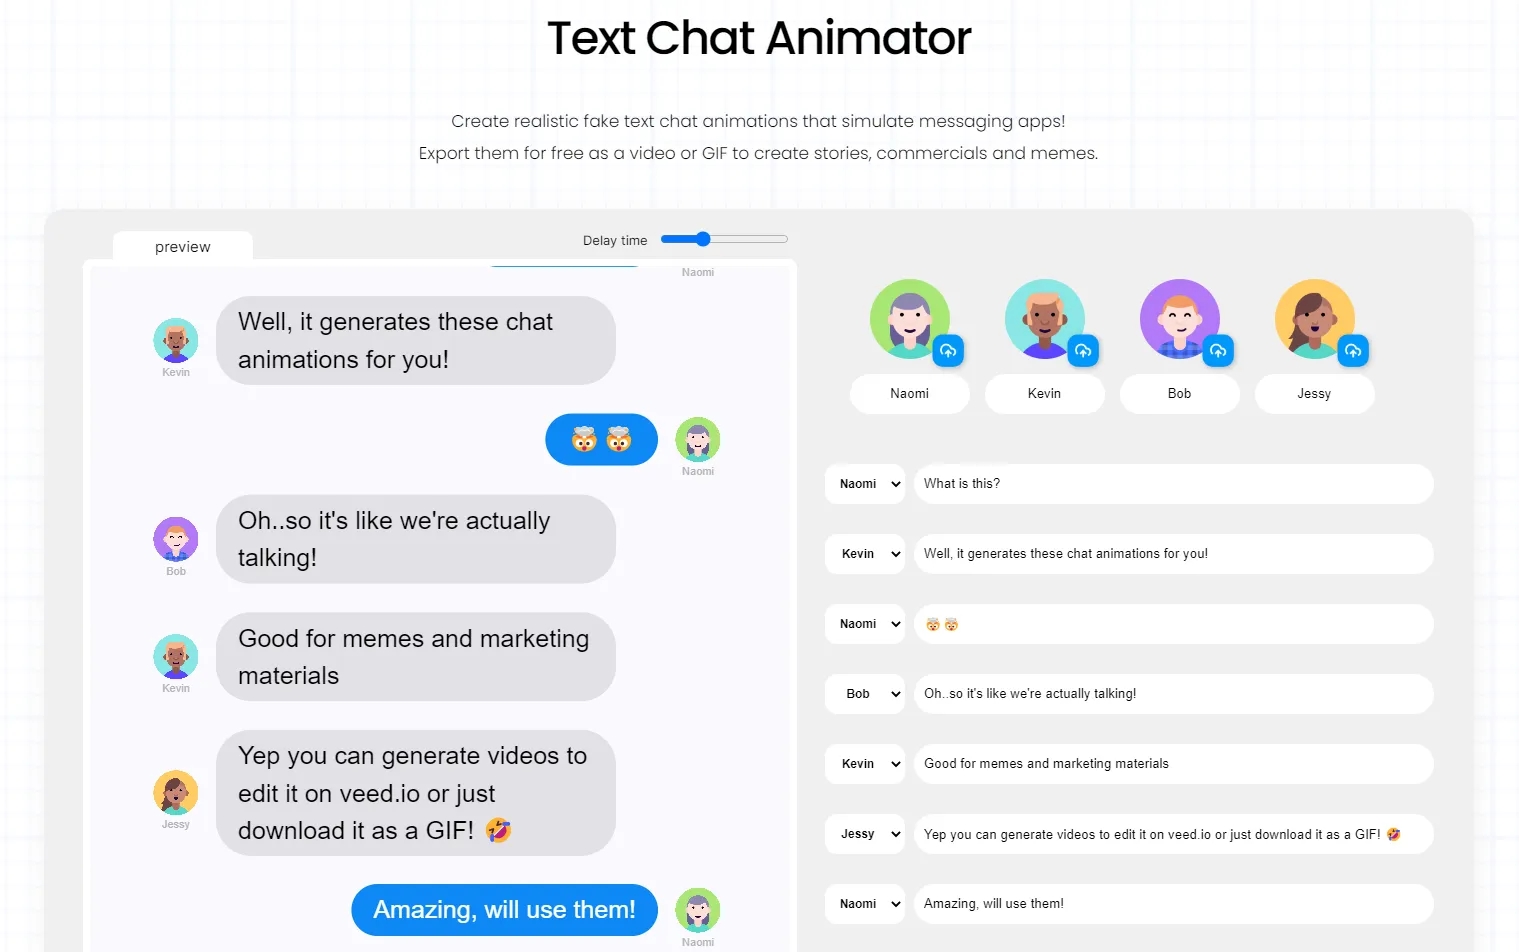 Text Chat Animator
Create realistic fake text chat animations that simulate messaging apps!
Export them for free as a video or GIF to create stories, commercials and memes.
preview
Delay time
Naomi
Well, it generates these chat
animations for you!
Kevin
🤯 🤯
Naomi
Oh..so it's like we're actually
talking!
Bob
Good for memes and marketing
materials
Kevin
Yep you can generate videos to
edit it on veed.io or just
download it as a GIF! 🤣
Jessy
Amazing, will use them!
Naomi
Naomi
Kevin
Bob
Jessy
Naomi
What is this?
Kevin
Well, it generates these chat animations for you!
Naomi
🤯 🤯
Bob
Oh..so it's like we're actually talking!
Kevin
Good for memes and marketing materials
Jessy
Yep you can generate videos to edit it on veed.io or just download it as a GIF! 🤣
Naomi
Amazing, will use them!